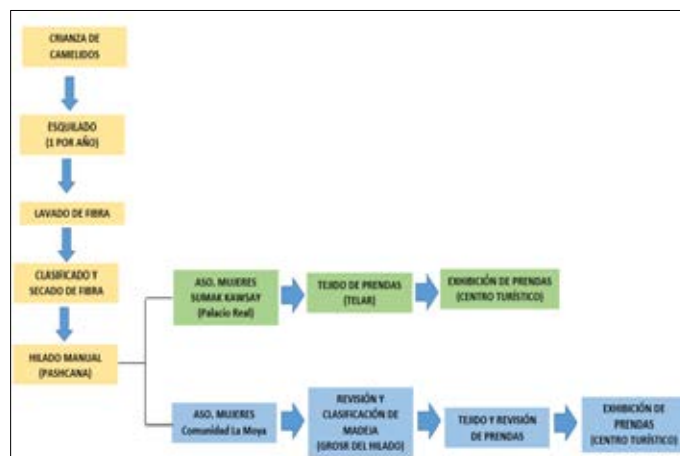 CRIANZA DE
CAMELIDOS
ESQUILADO
(1 POR AÑO)
LAVADO DE FIBRA
CLASIFICADO Y
SECADO DE FIBRA
HILADO MANUAL
(PASHCANA)
ASO. MUJERES
SUMAK KAWSAY
(Palacio Real)
TEJIDO DE PRENDAS
(TELAR)
EXHIBICIÓN DE PRENDAS
(CENTRO TURÍSTICO)
ASO. MUJERES
Comunidad La Moya
REVISIÓN Y
CLASIFICACIÓN DE
MADEJA
(GROSR DEL HILADO)
TEJIDO Y REVISIÓN
DE PRENDAS
EXHIBICIÓN DE
PRENDAS
(CENTRO TURÍSTICO)